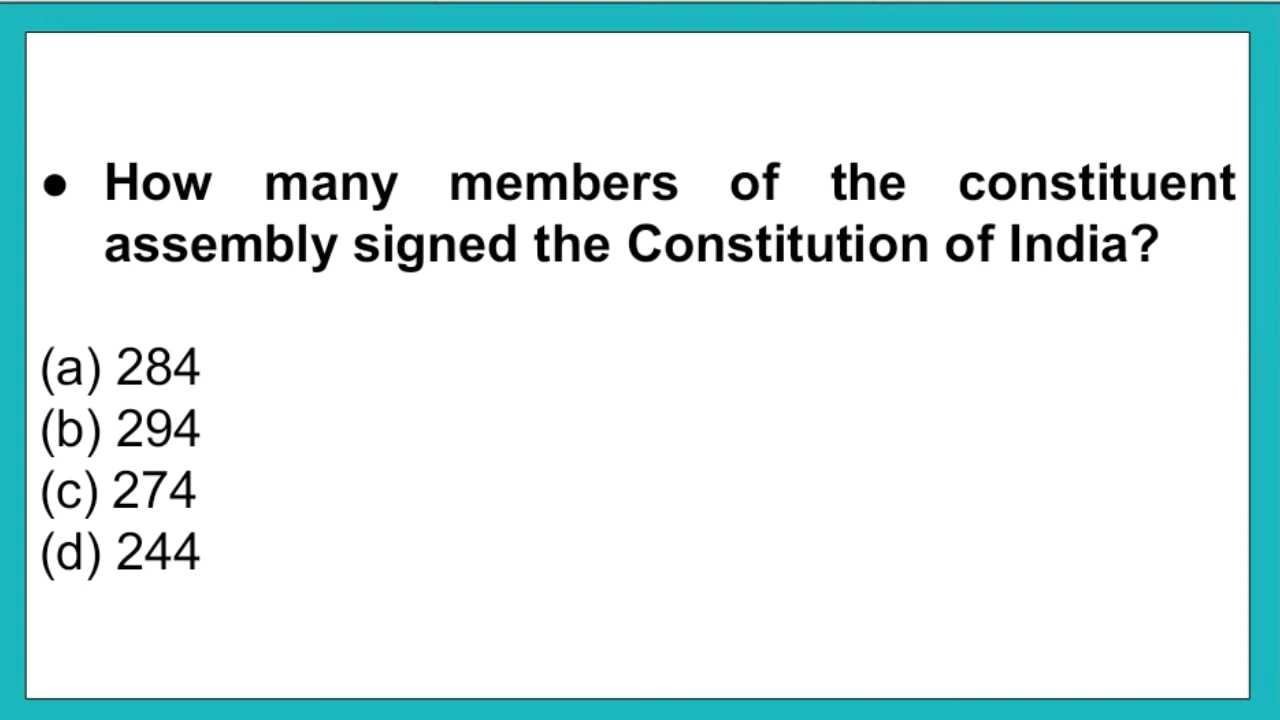 ● How many members of the constituent
assembly signed the Constitution of India?
(a) 284
(b) 294
(c) 274
(d) 244